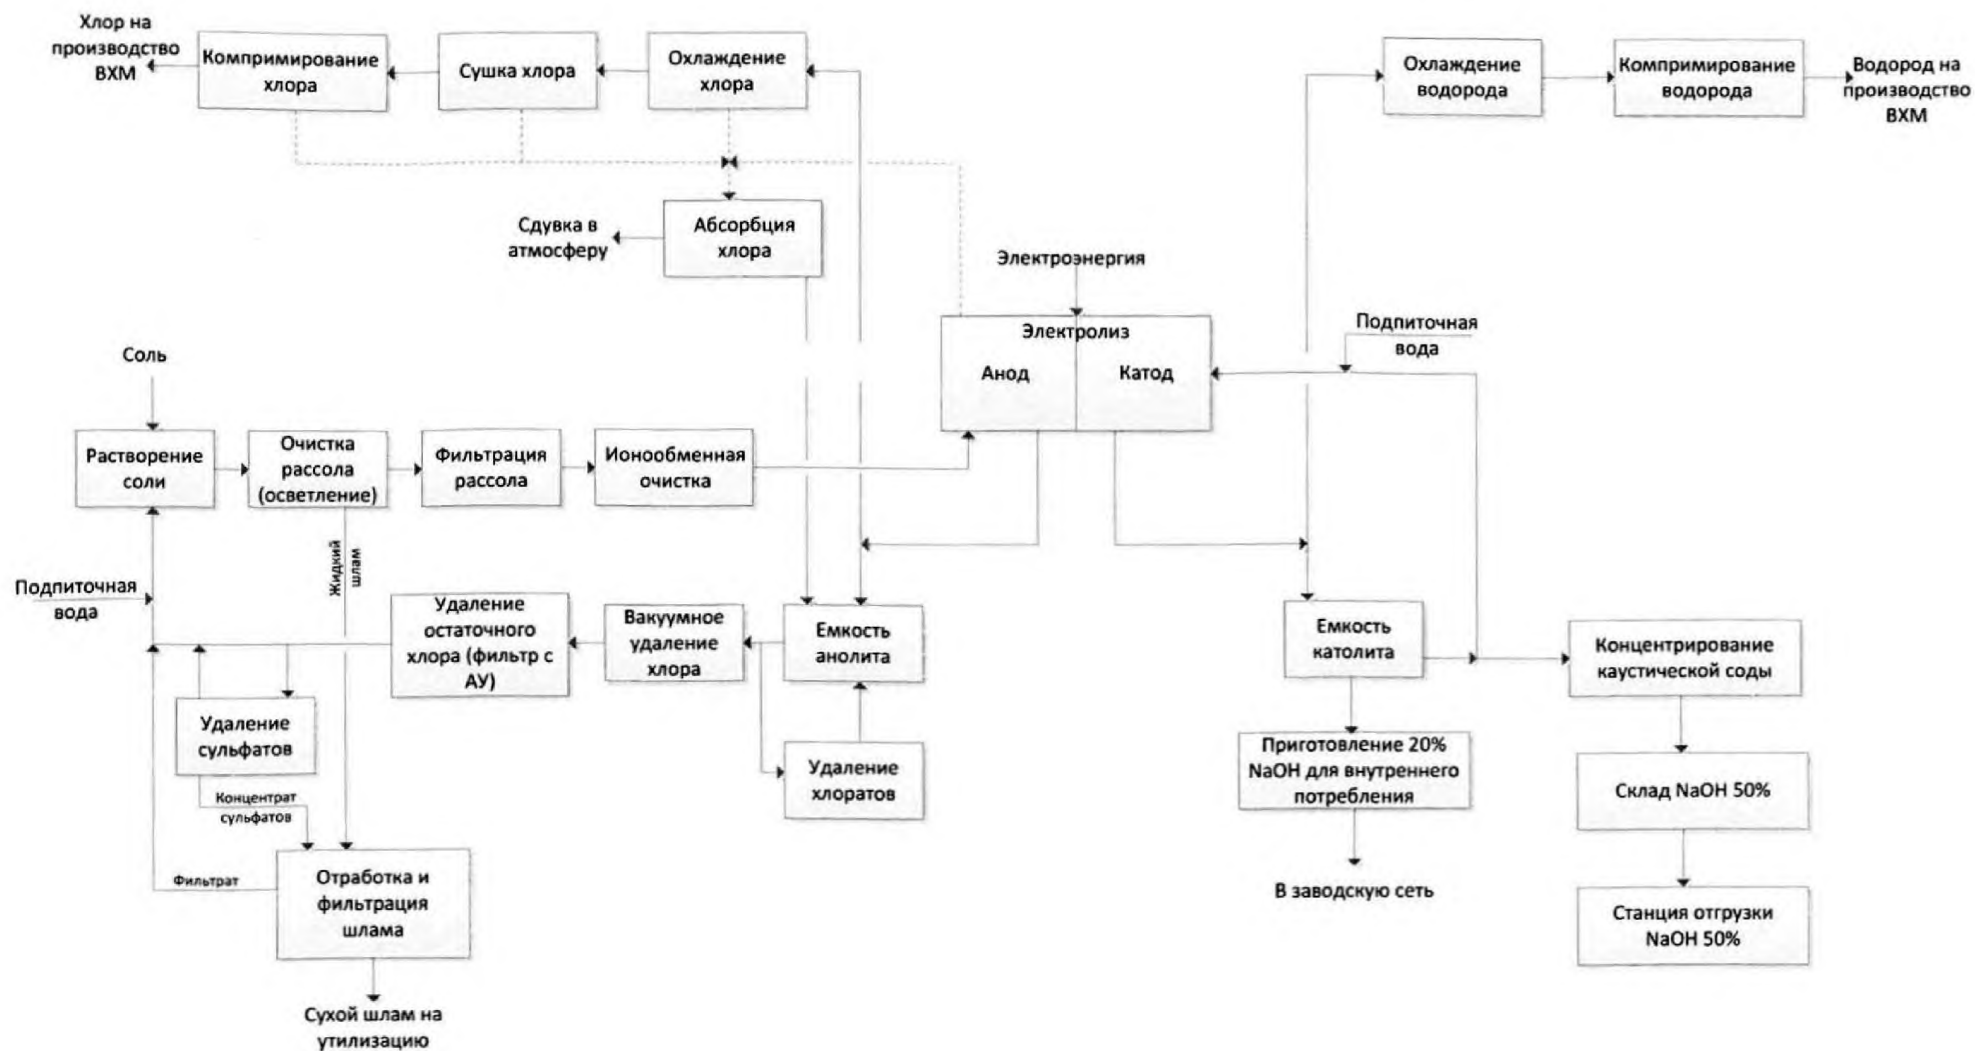 Хлор на
производство
ВХМ
Компримирование
хлора
Сушка хлора
Охлаждение
хлора
Охлаждение
водорода
Компримирование
водорода
Водород на
производство
ВХМ
Сдувка в
атмосферу
Абсорбция
хлора
Электроэнергия
Электролиз
Анод
Катод
Подпиточная
вода
Соль
Растворение
соли
Очистка
рассола
(осветление)
Фильтрация
рассола
Ионообменная
очистка
Жидкий
шлам
Подпиточная
вода
Удаление
остаточного
хлора (фильтр с
АУ)
Вакуумное
удаление
хлора
Емкость
анолита
Емкость
католита
Концентрирование
каустической соды
Удаление
сульфатов
Удаление
хлоратов
Приготовление 20%
NaOH для внутреннего
потребления
Склад NaOH 50%
Концентрат
сульфатов
Фильтрат
Отработка и
фильтрация
шлама
В заводскую сеть
Станция отгрузки
NaOH 50%
Сухой шлам на
утилизацию